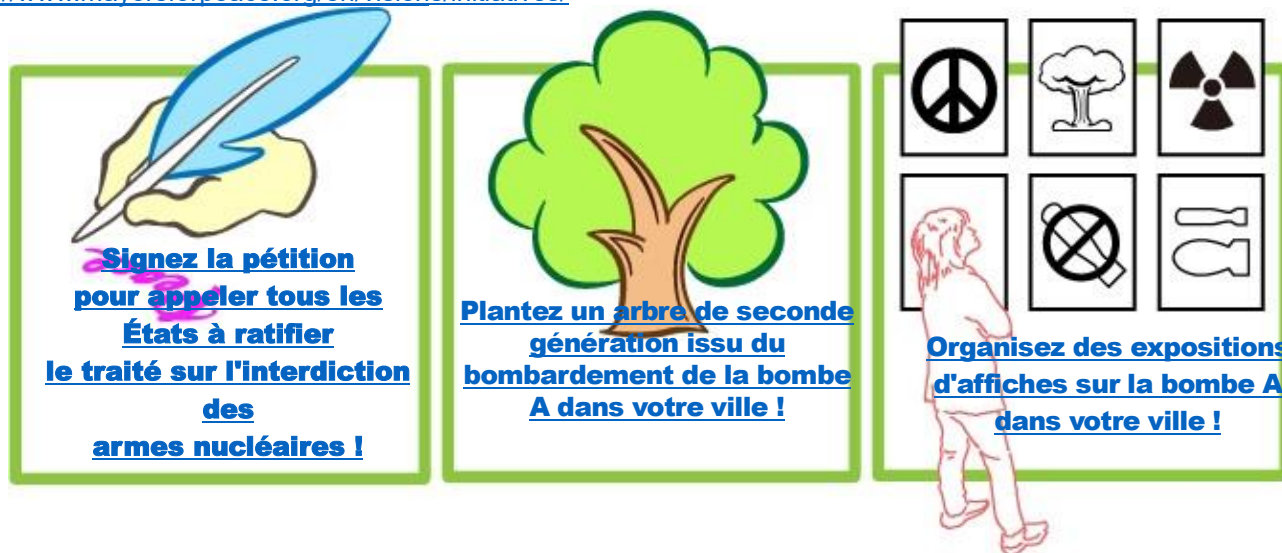 Signez la pétition
pour appeler tous les
États à ratifier
le traité sur l'interdiction
des
armes nucléaires !
Plantez un arbre de seconde
génération issu du
bombardement de la bombe
A dans votre ville !
Organisez des expositions
d'affiches sur la bombe A
dans votre ville !